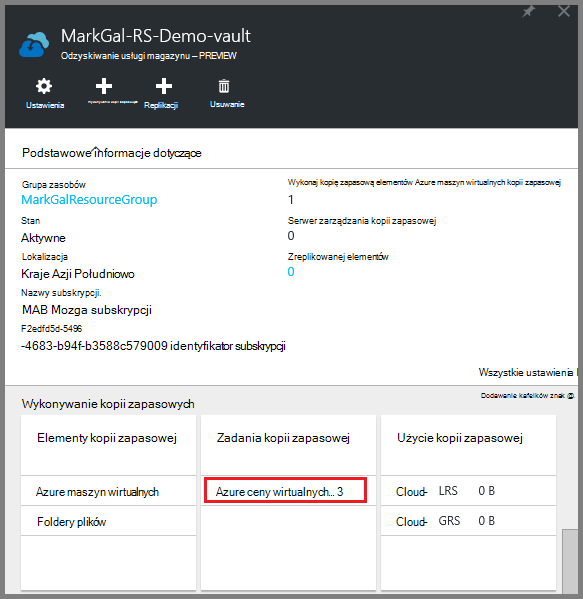 MarkGal-RS-Demo-vault
Odzyskiwanie usługi magazynu – PREVIEW
Ustawienia
Wykonywanie kopii zapasowych
Replikacji
Usuwanie
Podstawowe informacje dotyczące
Grupa zasobów
MarkGalResourceGroup
Wykonaj kopię zapasową elementów Azure maszyn wirtualnych kopii zapasowej
1
Stan
Aktywne
Serwer zarządzania kopii zapasowej
0
Lokalizacja
Kraje Azji Południowo
Zreplikowanej elementów
0
Nazwy subskrypcji.
MAB Mozga subskrypcji
F2edfd5d-5496
-4683-b94f-b3588c579009 identyfikator subskrypcji
Wszystkie ustawienia
Dodawanie kafelków znak @.
Wykonywanie kopii zapasowych
Elementy kopii zapasowej
Zadania kopii zapasowej
Użycie kopii zapasowej
Azure maszyn wirtualnych
Azure ceny wirtualnych... 3
Cloud- LRS 0 B
Foldery plików
Cloud- GRS 0 B